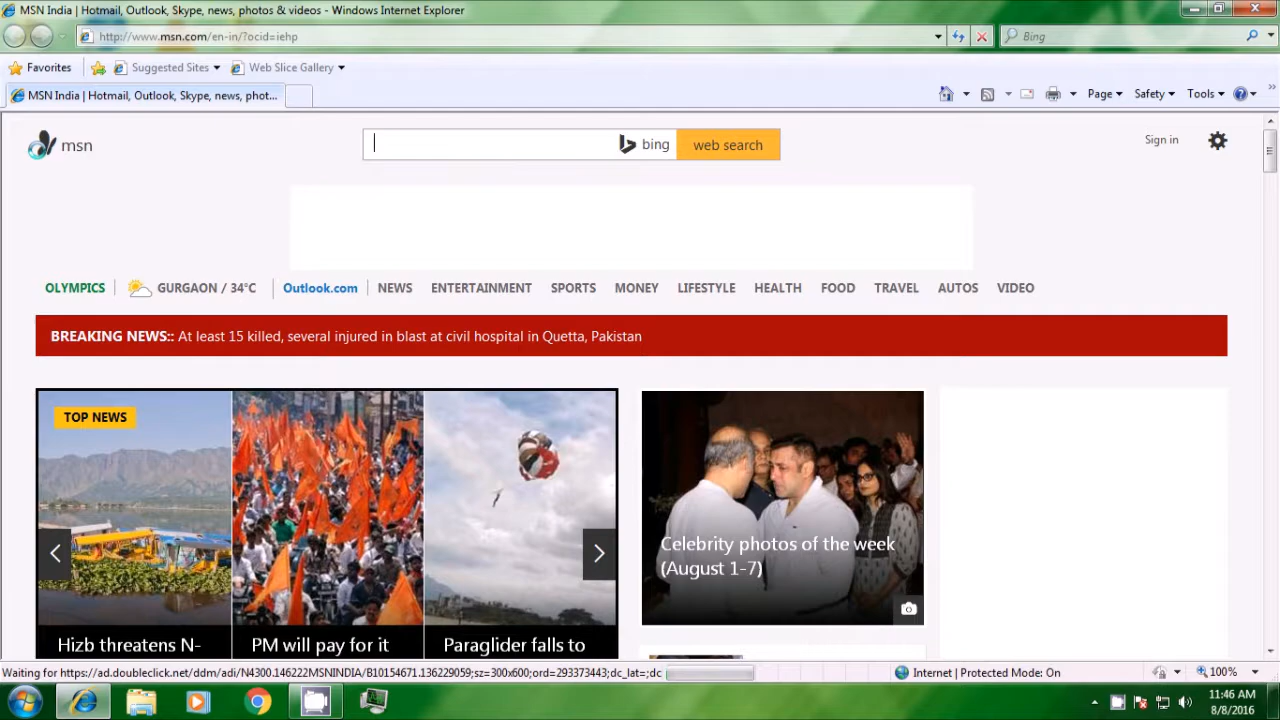 MSN India | Hotmail, Outlook, Skype, news, photos & videos - Windows Internet Explorer
http://www.msn.com/en-in/?ocid=iehp
Bing
Favorites
Suggested Sites
Web Slice Gallery
MSN India | Hotmail, Outlook, Skype, news, phot...
Page
Safety
Tools
»
msn
bing
web search
Sign in
OLYMPICS
GURGAON / 34°C
Outlook.com
NEWS
ENTERTAINMENT
SPORTS
MONEY
LIFESTYLE
HEALTH
FOOD
TRAVEL
AUTOS
VIDEO
BREAKING NEWS:: At least 15 killed, several injured in blast at civil hospital in Quetta, Pakistan
TOP NEWS
Hizb threatens N-
PM will pay for it
Paraglider falls to
Celebrity photos of the week
(August 1-7)
Waiting for https://ad.doubleclick.net/ddm/adi/N4300.146222MSNINDIA/B10154671.136229059;sz=300x600;ord=293373443;dc_lat=;dc
Internet | Protected Mode: On
100%
11:46 AM
8/8/2016